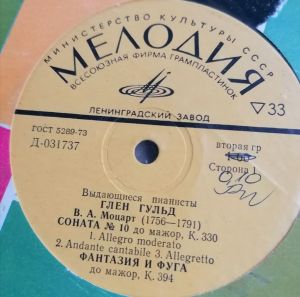 МИНИСТЕРСТВО КУЛЬТУРЫ СССР
МЕЛОДИЯ
ВСЕСОЮЗНАЯ ФИРМА ГРАМПЛАСТИНОК
33
ЛЕНИНГРАДСКИЙ ЗАВОД
ГОСТ 5289-73
Д-031737
вторая гр
Сторона 1
Выдающиеся пианисты
ГЛЕН ГУЛЬД
В. А. Моцарт (1756—1791)
СОНАТА № 10 до мажор, К. 330
1. Allegro moderato
2. Andante cantabile 3. Allegretto
ФАНТАЗИЯ И ФУГА
до мажор, К. 394